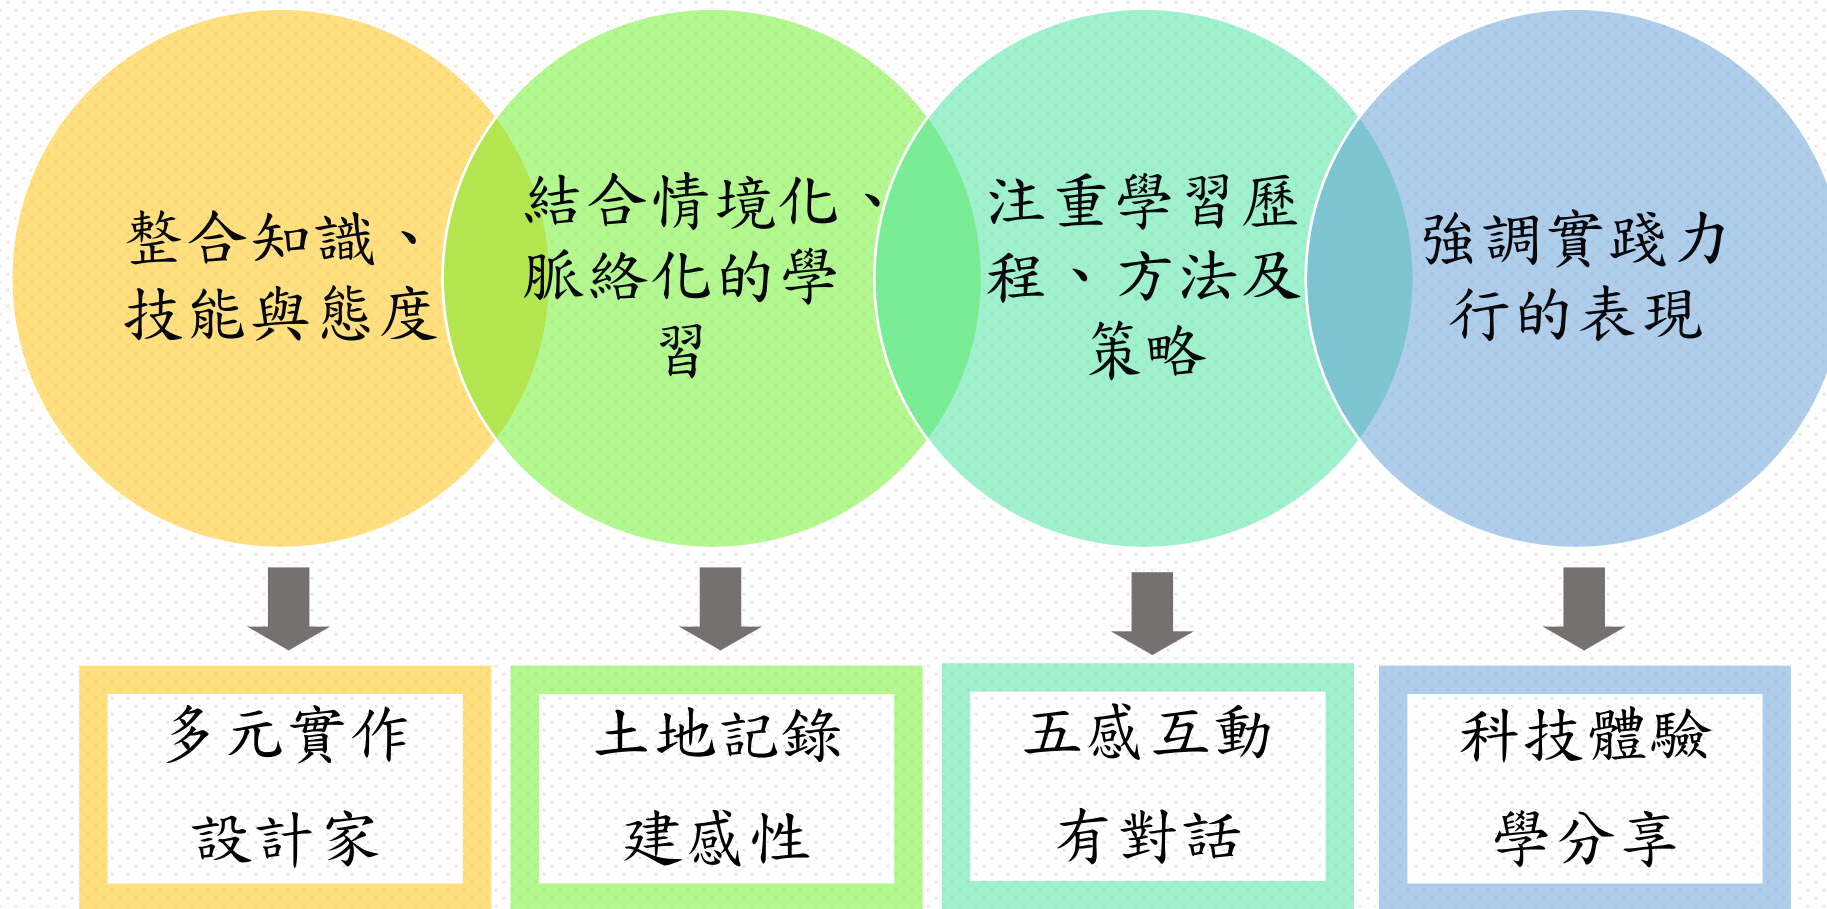 整合知識、
技能與態度
結合情境化、
脈絡化的學
習
注重學習歷
程、方法及
策略
強調實踐力
行的表現
多元實作
設計家
土地記錄
建感性
五感互動
有對話
科技體驗
學分享